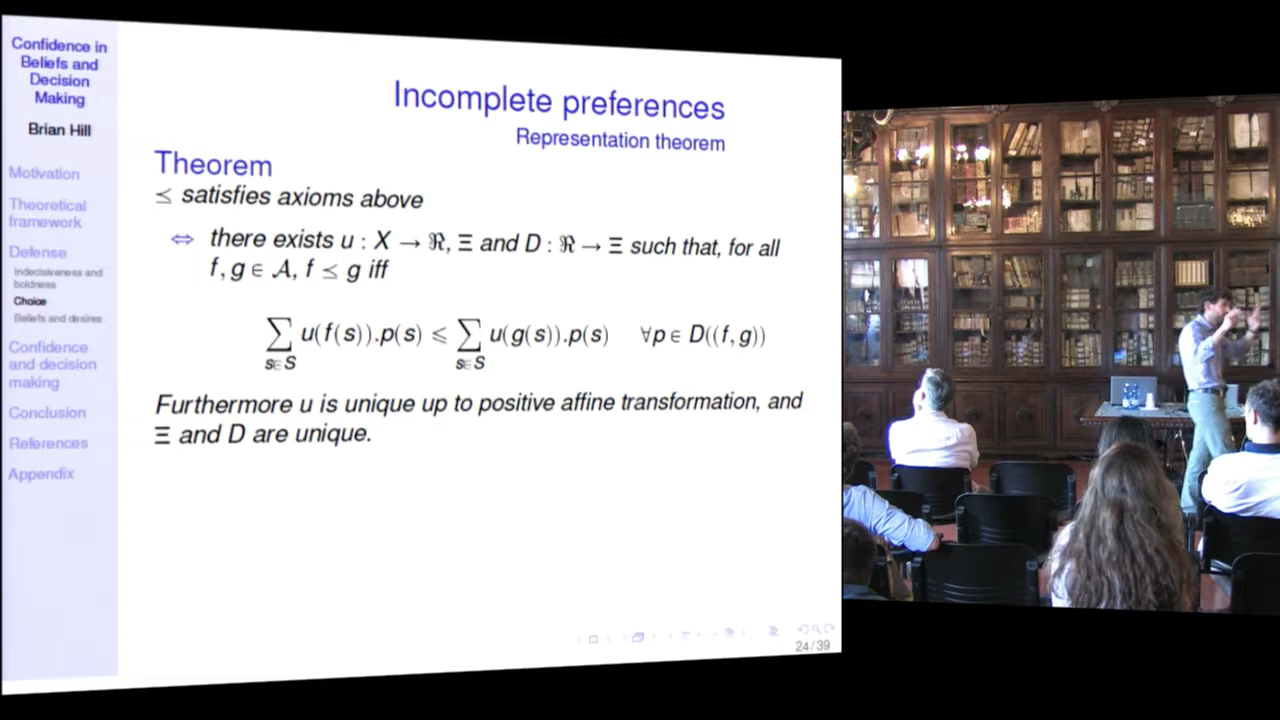 Confidence in
Beliefs and
Decision
Making
Brian Hill
Motivation
Theoretical
framework
Defense
Indecisiveness and
boldness
Choice
Beliefs and desires
Confidence
and decision
making
Conclusion
References
Appendix
Incomplete preferences
Representation theorem
Theorem
⪯ satisfies axioms above
⇔ there exists u : X → ℜ, Ξ and D : ℜ → Ξ such that, for all
f, g ∈ A, f ⪯ g iff
∑ u(f(s)).p(s) ⩽ ∑ u(g(s)).p(s) ∀p ∈ D((f, g))
s∈S s∈S
Furthermore u is unique up to positive affine transformation, and
Ξ and D are unique.
24/39